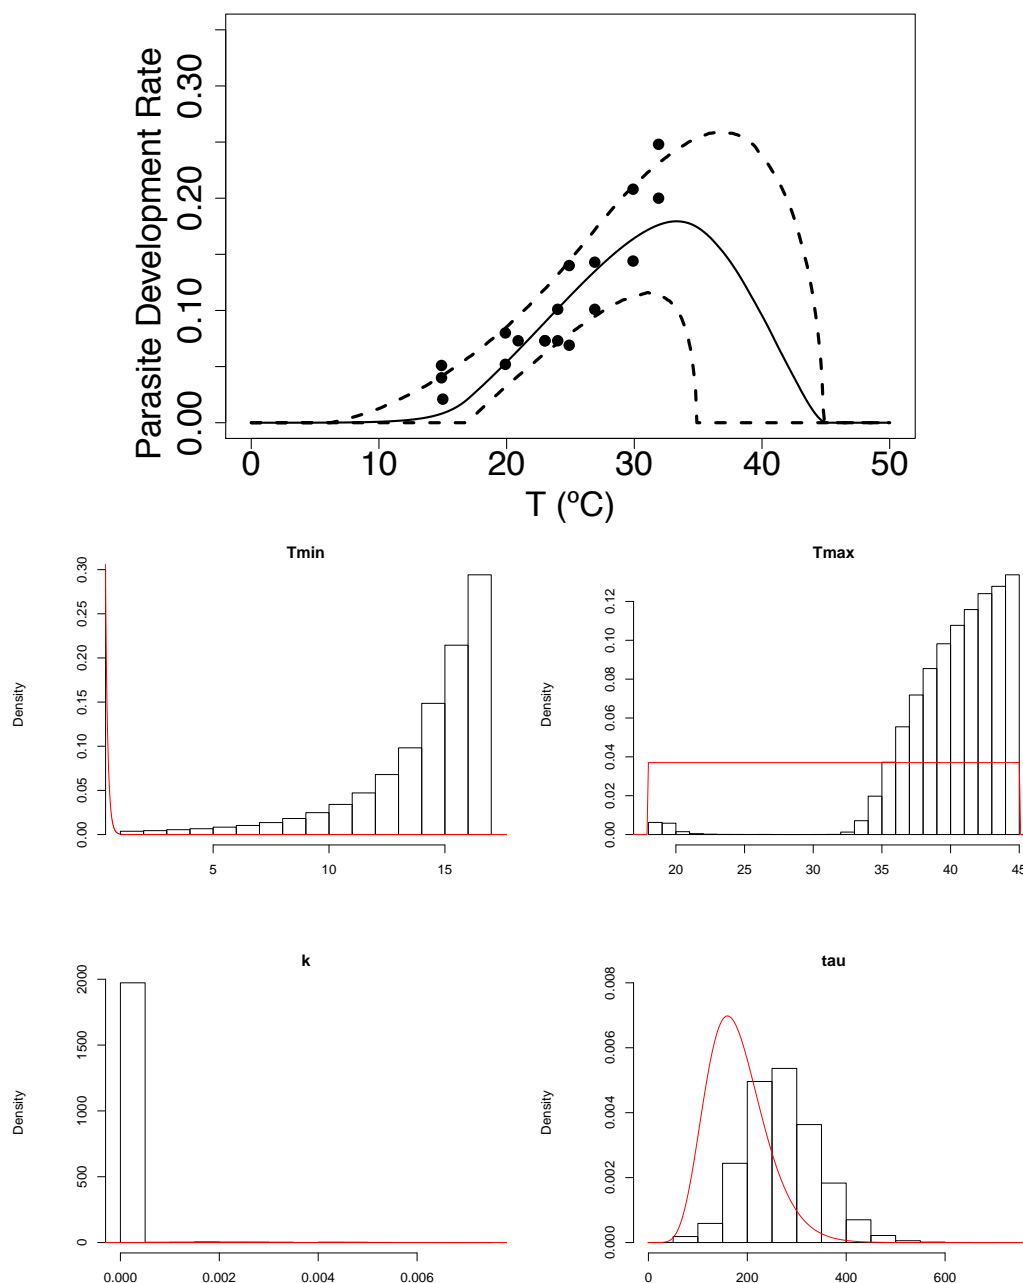 Parasite Development Rate
0.00 0.10 0.20 0.30
0 10 20 30 40 50
T (ºC)
Tmin
Density
0.00 0.05 0.10 0.15 0.20 0.25 0.30
5 10 15
Tmax
Density
0.00 0.02 0.04 0.06 0.08 0.10 0.12
20 25 30 35 40 45
k
Density
0 500 1000 1500 2000
0.000 0.002 0.004 0.006
tau
Density
0.000 0.002 0.004 0.006 0.008
0 200 400 600